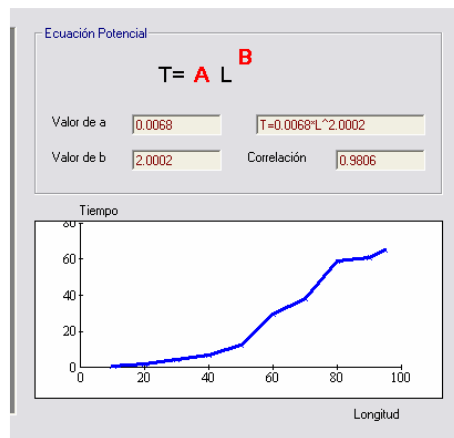 Ecuación Potencial
T= A L B
Valor de a 0.0068 T=0.0068*L^2.0002
Valor de b 2.0002 Correlación 0.9806
Tiempo
80
60
40
20
0
0 20 40 60 80 100
Longitud